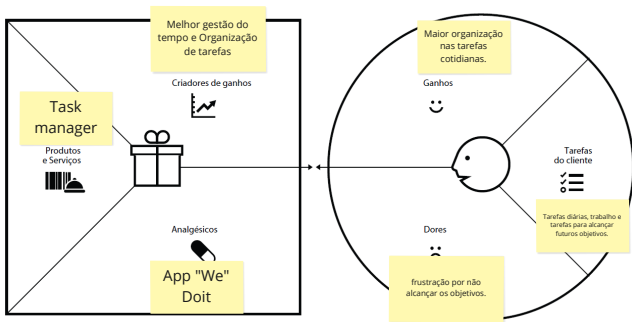 Melhor gestão do
tempo e Organização
de tarefas
Criadores de ganhos
Task
manager
Produtos
e Serviços
Analgésicos
App "We"
Doit
Maior organização
nas tarefas
cotidianas.
Ganhos
Tarefas
do cliente
Tarefas diárias, trabalho e
tarefas para alcançar
futuros objetivos.
Dores
frustração por não
alcançar os objetivos.